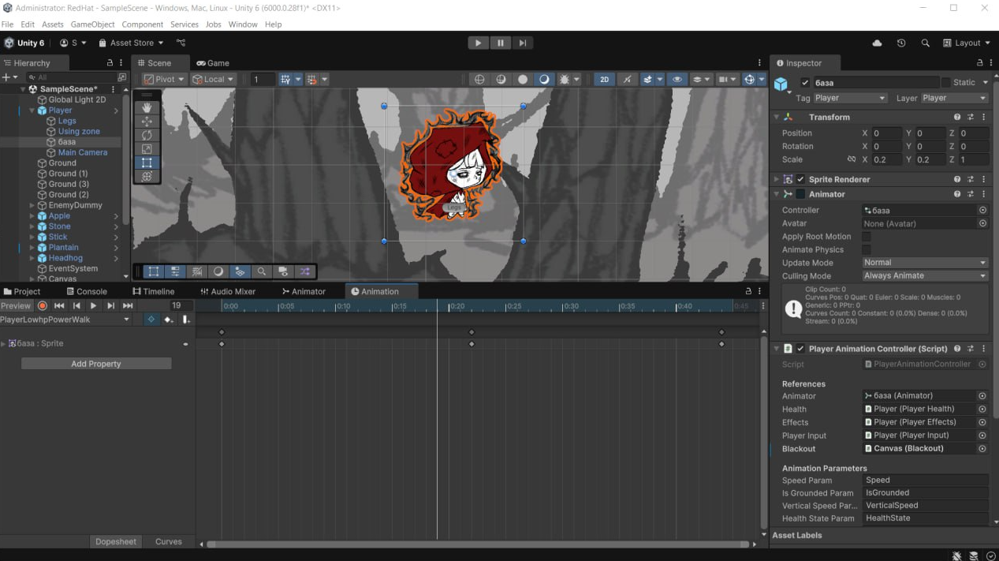 Administrator: RedHat - SampleScene - Windows, Mac, Linux - Unity 6 (6000.0.28f1)* <DX11>
File Edit Assets GameObject Component Services Jobs Window Help
Unity 6 S Asset Store Layout
Hierarchy
All
SampleScene*
Global Light 2D
Player
Legs
Using zone
база
Main Camera
Ground
Ground (1)
Ground (3)
Ground (2)
EnemyDummy
Apple
Stone
Stick
Plantain
Headhog
EventSystem
Canvas
Scene Game
Pivot Local 1 2D
Legs
Inspector
база Static
Tag Player Layer Player
Transform
Position X 0 Y 0 Z 0
Rotation X 0 Y 0 Z 0
Scale X 0.2 Y 0.2 Z 1
Sprite Renderer
Animator
Controller база
Avatar None (Avatar)
Apply Root Motion
Animate Physics
Update Mode Normal
Culling Mode Always Animate
Clip Count: 0
Curves Pos: 0 Quat: 0 Euler: 0 Scale: 0 Muscles: 0
Generic: 0 PPtr: 0
Curves Count: 0 Constant: 0 (0.0%) Dense: 0 (0.0%)
Stream: 0 (0.0%)
Player Animation Controller (Script)
Script PlayerAnimationController
References
Animator база (Animator)
Health Player (Player Health)
Effects Player (Player Effects)
Player Input Player (Player Input)
Blackout Canvas (Blackout)
Animation Parameters
Speed Param Speed
Is Grounded Param IsGrounded
Vertical Speed Par... VerticalSpeed
Health State Param HealthState
Asset Labels
Project Console Timeline Audio Mixer Animator Animation
Preview 19 0:00 0:05 0:10 0:15 0:20 0:25 0:30 0:35 0:40 0:45
PlayerLowhpPowerWalk
база : Sprite
Add Property
Dopesheet Curves